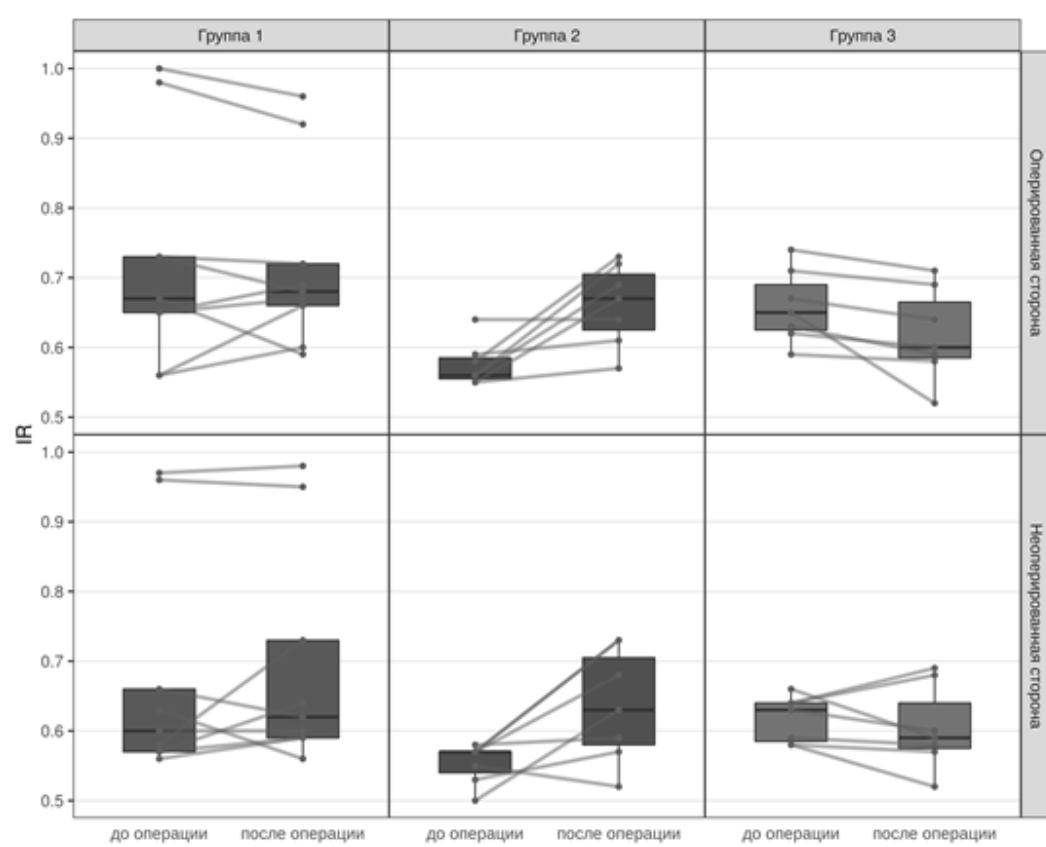 Группа 1
Группа 2
Группа 3
1.0
0.9
0.8
0.7
0.6
0.5
Оперированная сторона
IR
1.0
0.9
0.8
0.7
0.6
0.5
Неоперированная сторона
до операции
после операции
до операции
после операции
до операции
после операции